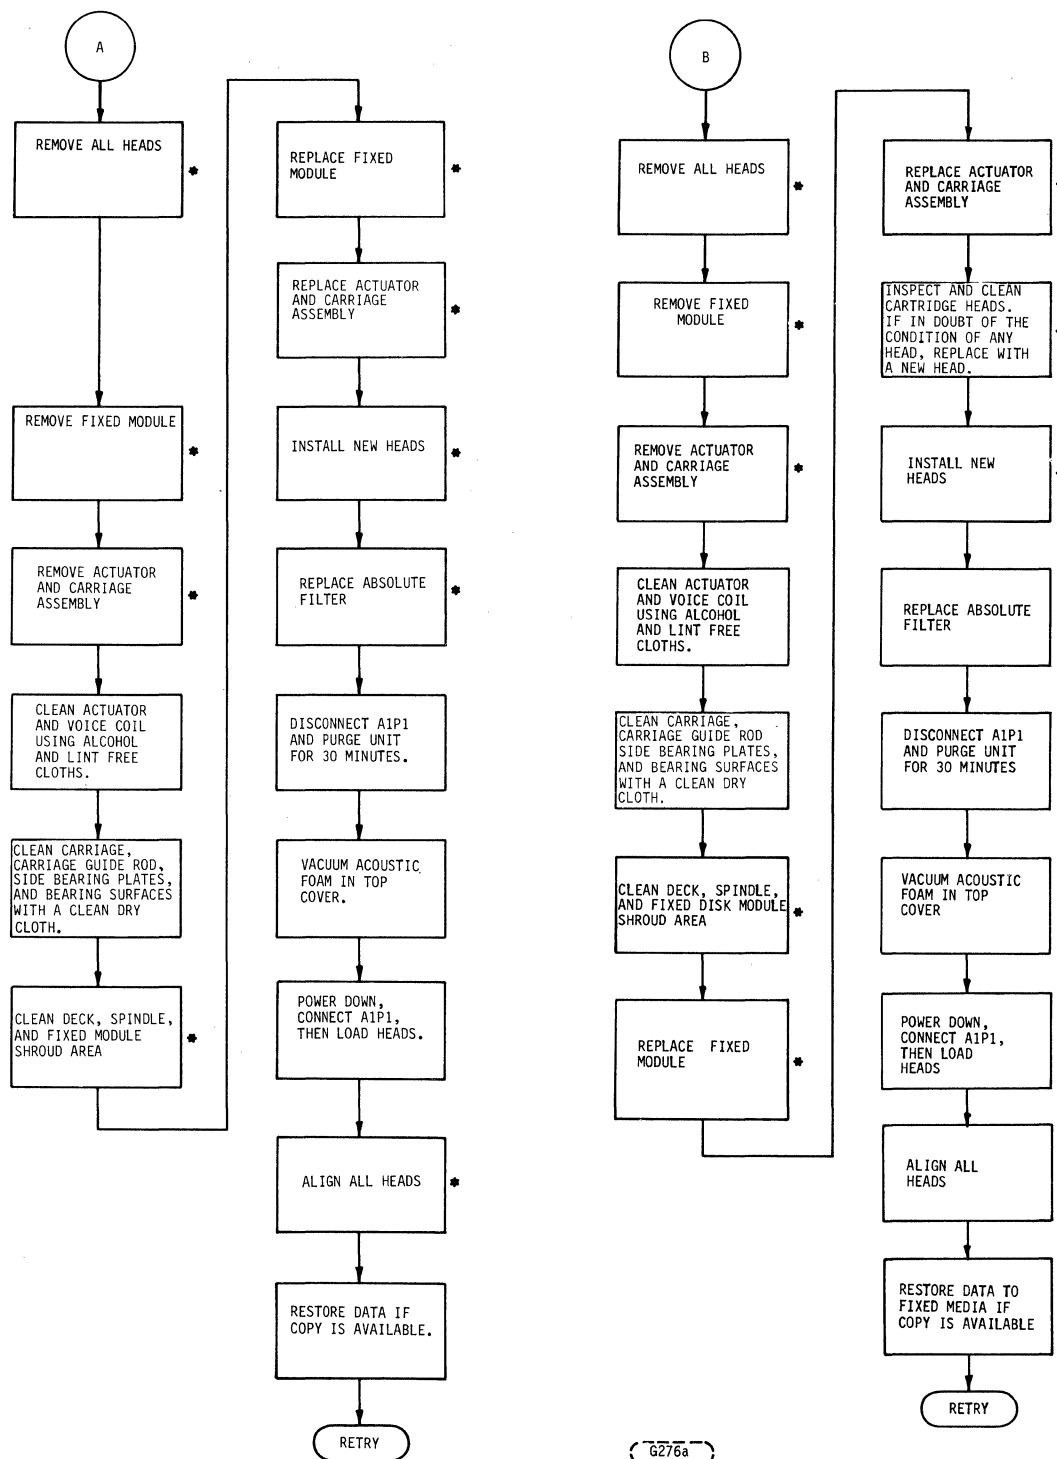 A
REMOVE ALL HEADS
*
REMOVE FIXED MODULE
*
REMOVE ACTUATOR
AND CARRIAGE
ASSEMBLY
*
CLEAN ACTUATOR
AND VOICE COIL
USING ALCOHOL
AND LINT FREE
CLOTHS.
CLEAN CARRIAGE,
CARRIAGE GUIDE ROD,
SIDE BEARING PLATES,
AND BEARING SURFACES
WITH A CLEAN DRY
CLOTH.
CLEAN DECK, SPINDLE,
AND FIXED MODULE
SHROUD AREA
*
REPLACE FIXED
MODULE
*
REPLACE ACTUATOR
AND CARRIAGE
ASSEMBLY
*
INSTALL NEW HEADS
*
REPLACE ABSOLUTE
FILTER
*
DISCONNECT A1P1
AND PURGE UNIT
FOR 30 MINUTES.
VACUUM ACOUSTIC
FOAM IN TOP
COVER.
POWER DOWN,
CONNECT A1P1,
THEN LOAD HEADS.
ALIGN ALL HEADS
*
RESTORE DATA IF
COPY IS AVAILABLE.
RETRY
B
REMOVE ALL HEADS
*
REMOVE FIXED
MODULE
*
REMOVE ACTUATOR
AND CARRIAGE
ASSEMBLY
*
CLEAN ACTUATOR
AND VOICE COIL
USING ALCOHOL
AND LINT FREE
CLOTHS.
CLEAN CARRIAGE,
CARRIAGE GUIDE ROD
SIDE BEARING PLATES,
AND BEARING SURFACES
WITH A CLEAN DRY
CLOTH.
CLEAN DECK, SPINDLE,
AND FIXED DISK MODULE
SHROUD AREA
*
REPLACE FIXED
MODULE
*
REPLACE ACTUATOR
AND CARRIAGE
ASSEMBLY
INSPECT AND CLEAN
CARTRIDGE HEADS.
IF IN DOUBT OF THE
CONDITION OF ANY
HEAD, REPLACE WITH
A NEW HEAD.
INSTALL NEW
HEADS
REPLACE ABSOLUTE
FILTER
DISCONNECT A1P1
AND PURGE UNIT
FOR 30 MINUTES
VACUUM ACOUSTIC
FOAM IN TOP
COVER
POWER DOWN,
CONNECT A1P1,
THEN LOAD
HEADS
ALIGN ALL
HEADS
RESTORE DATA TO
FIXED MEDIA IF
COPY IS AVAILABLE
RETRY
G276a